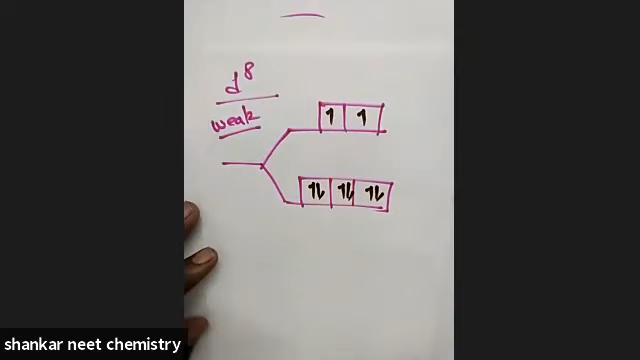 d⁸
weak
1 1
1L 1L 1L
shankar neet chemistry